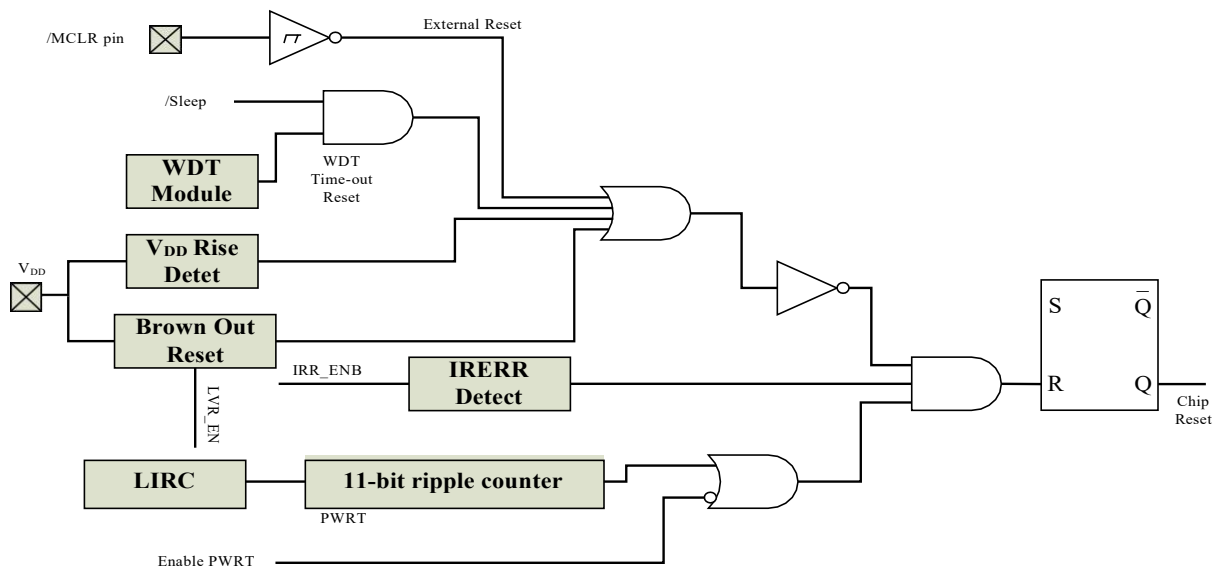 External Reset
/MCLR pin
/Sleep
WDT
Module
WDT
Time-out
Reset
VDD Rise
Detet
VDD
Brown Out
Reset
S
Q̅
IRR_ENB
IRERR
Detect
R
Q
Chip
Reset
LVR_EN
LIRC
11-bit ripple counter
PWRT
Enable PWRT